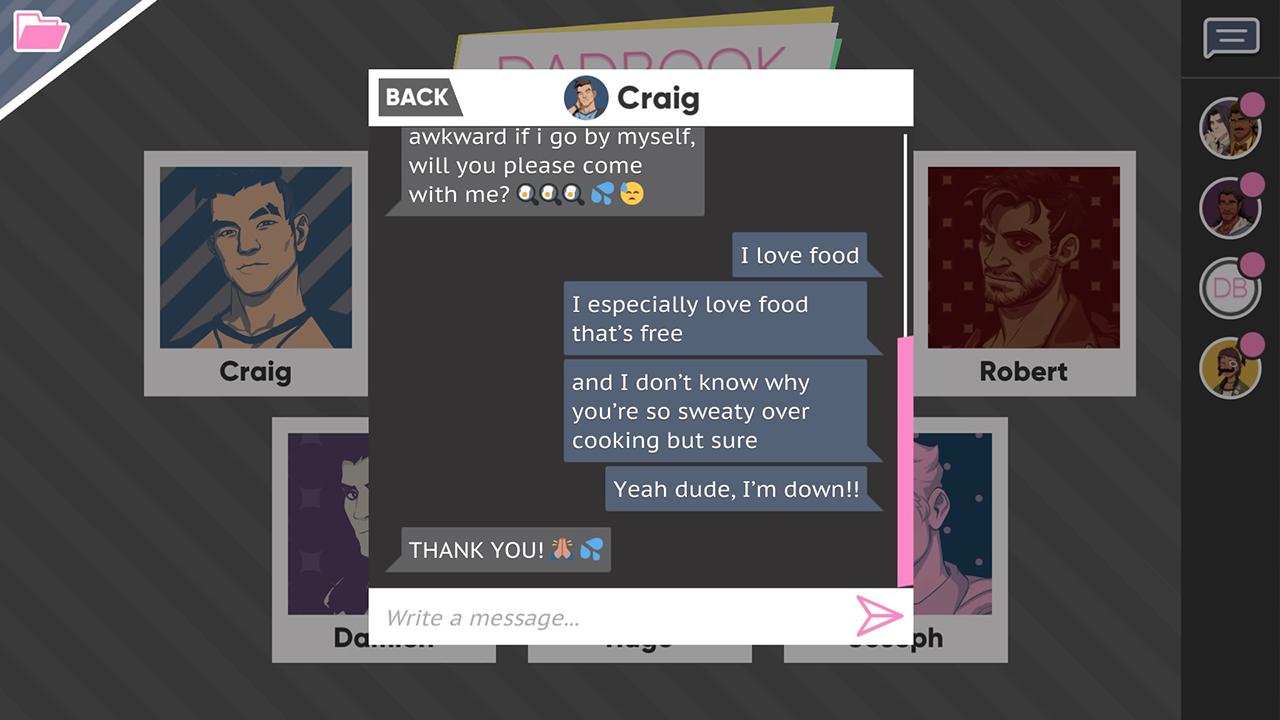 DADBOOK
BACK
Craig
awkward if i go by myself,
will you please come
with me? 🍳🍳🍳 💦 😓
I love food
I especially love food
that’s free
and I don’t know why
you’re so sweaty over
cooking but sure
Yeah dude, I’m down!!
THANK YOU! 🙏 💦
Write a message...
Craig
Robert
Damien
Hugo
Joseph
DB